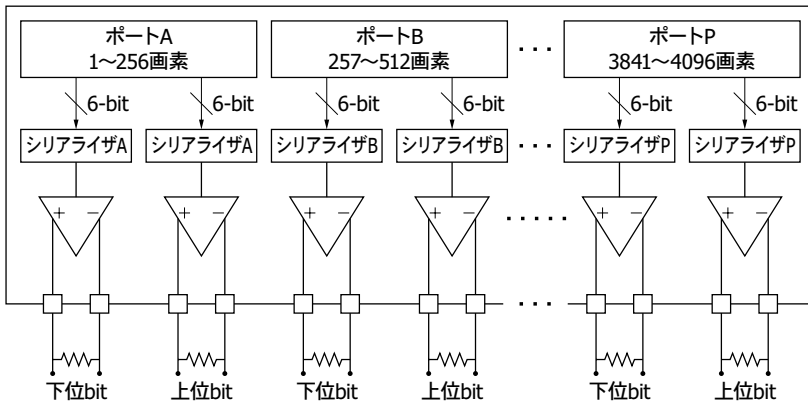 ポートA
1~256画素
ポートB
257~512画素
・・・
ポートP
3841~4096画素
6-bit 6-bit 6-bit 6-bit 6-bit 6-bit
シリアライザA シリアライザA シリアライザB シリアライザB ・・・ シリアライザP シリアライザP
+ − + − + − + − ・・・・・ + − + −
・・・
下位bit 上位bit 下位bit 上位bit 下位bit 上位bit